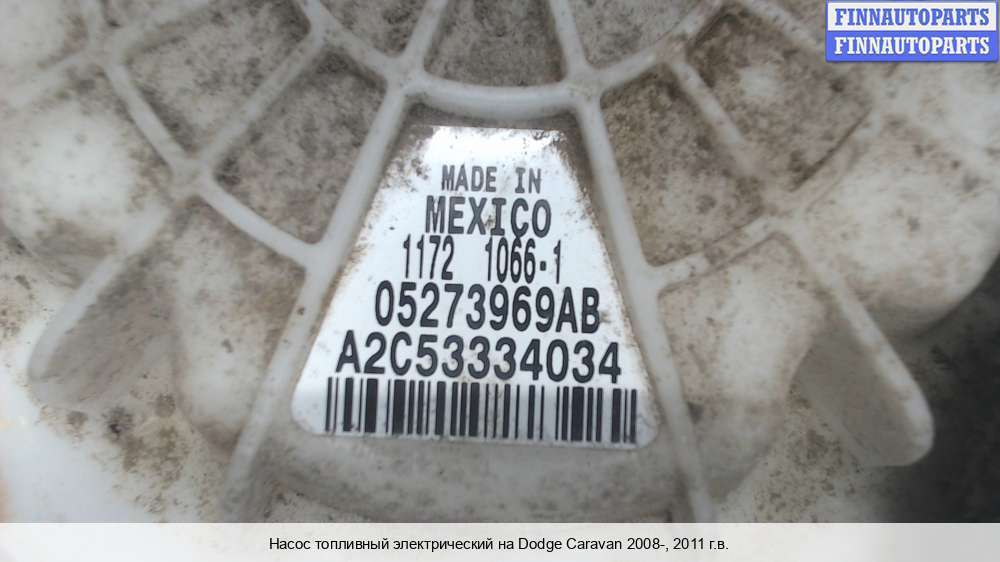 FINNAUTOPARTS
FINNAUTOPARTS
MADE IN
MEXICO
1172 1066-1
05273969AB
A2C53334034
Насос топливный электрический на Dodge Caravan 2008-, 2011 г.в.